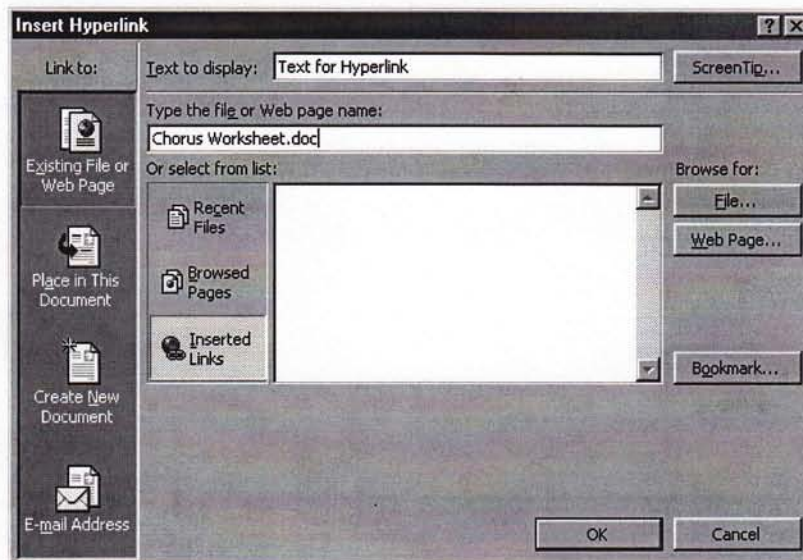 Insert Hyperlink
Link to:
Text to display:
Text for Hyperlink
ScreenTip...
Type the file or Web page name:
Chorus Worksheet.doc
Existing File or
Web Page
Or select from list:
Browse for:
Recent
Files
File...
Web Page...
Place in This
Document
Browsed
Pages
Inserted
Links
Bookmark...
Create New
Document
E-mail Address
OK
Cancel